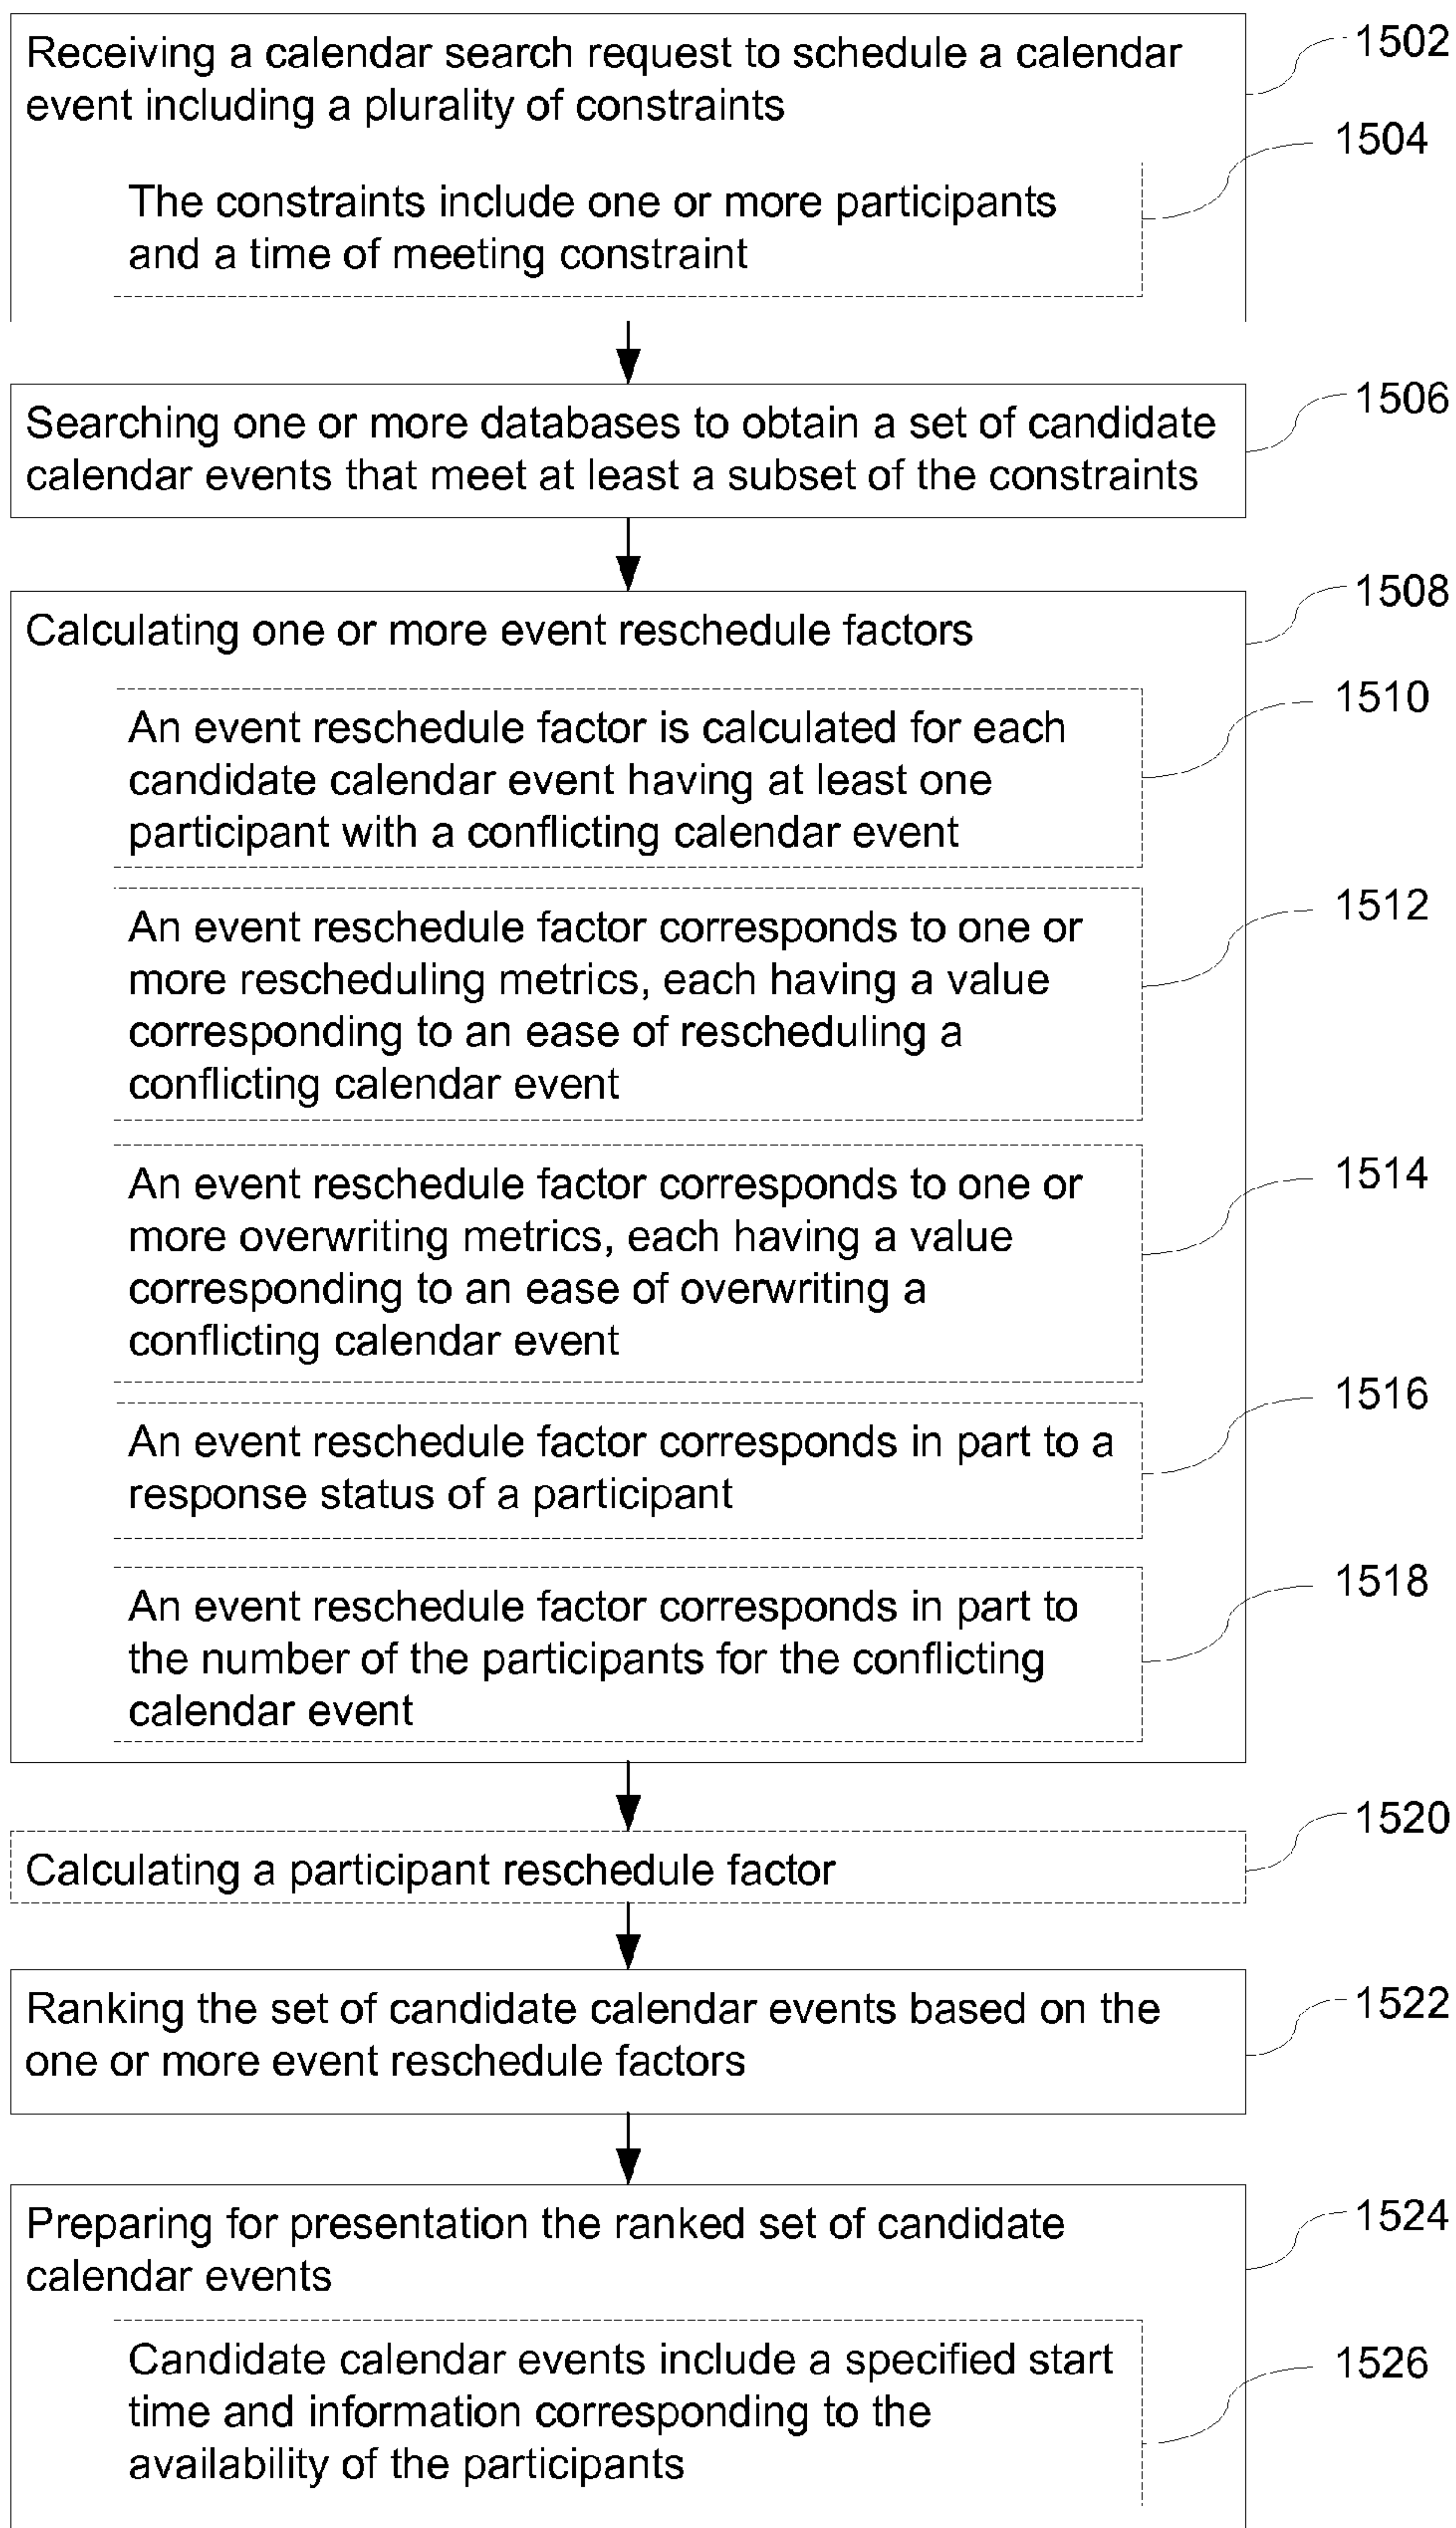 Receiving a calendar search request to schedule a calendar
event including a plurality of constraints
1502
The constraints include one or more participants
and a time of meeting constraint
1504
Searching one or more databases to obtain a set of candidate
calendar events that meet at least a subset of the constraints
1506
Calculating one or more event reschedule factors
1508
An event reschedule factor is calculated for each
candidate calendar event having at least one
participant with a conflicting calendar event
1510
An event reschedule factor corresponds to one or
more rescheduling metrics, each having a value
corresponding to an ease of rescheduling a
conflicting calendar event
1512
An event reschedule factor corresponds to one or
more overwriting metrics, each having a value
corresponding to an ease of overwriting a
conflicting calendar event
1514
An event reschedule factor corresponds in part to a
response status of a participant
1516
An event reschedule factor corresponds in part to
the number of the participants for the conflicting
calendar event
1518
Calculating a participant reschedule factor
1520
Ranking the set of candidate calendar events based on the
one or more event reschedule factors
1522
Preparing for presentation the ranked set of candidate
calendar events
1524
Candidate calendar events include a specified start
time and information corresponding to the
availability of the participants
1526